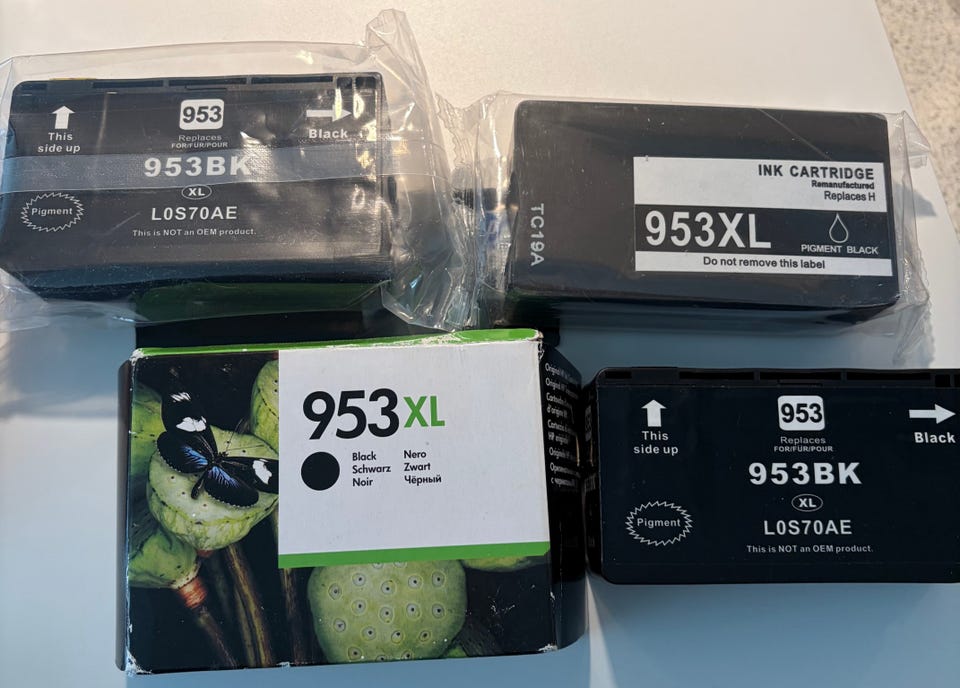 953
This
side up
Replaces
FOR/FÜR/POUR
Black
953BK
XL
Pigment
L0S70AE
This is NOT an OEM product.
TC19A
INK CARTRIDGE
Remanufactured
Replaces H
953XL
PIGMENT BLACK
Do not remove this label
953XL
Black
Schwarz
Noir
Nero
Zwart
Чёрный
953
This
side up
Replaces
FOR/FÜR/POUR
Black
953BK
XL
Pigment
L0S70AE
This is NOT an OEM product.